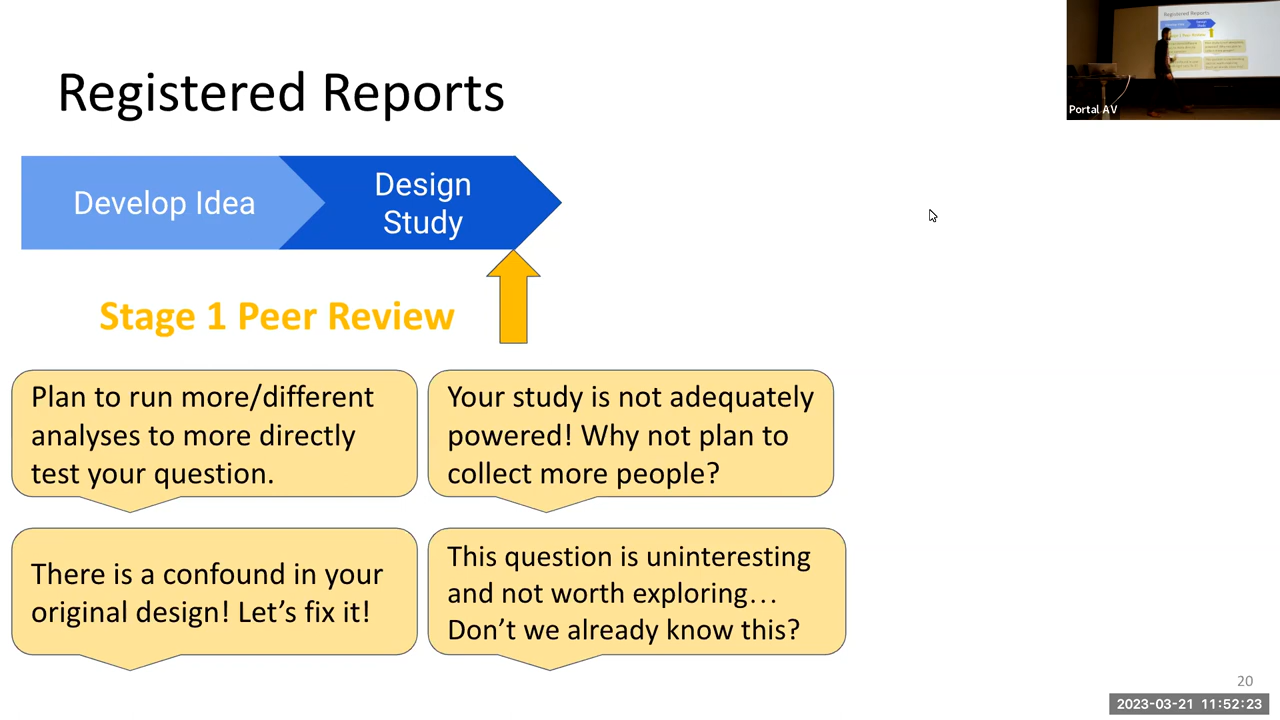 Registered Reports
Develop Idea
Design
Study
Stage 1 Peer Review
Plan to run more/different
analyses to more directly
test your question.
Your study is not adequately
powered! Why not plan to
collect more people?
There is a confound in your
original design! Let’s fix it!
This question is uninteresting
and not worth exploring…
Don’t we already know this?
20
2023-03-21 11:52:23
Portal AV
Registered Reports